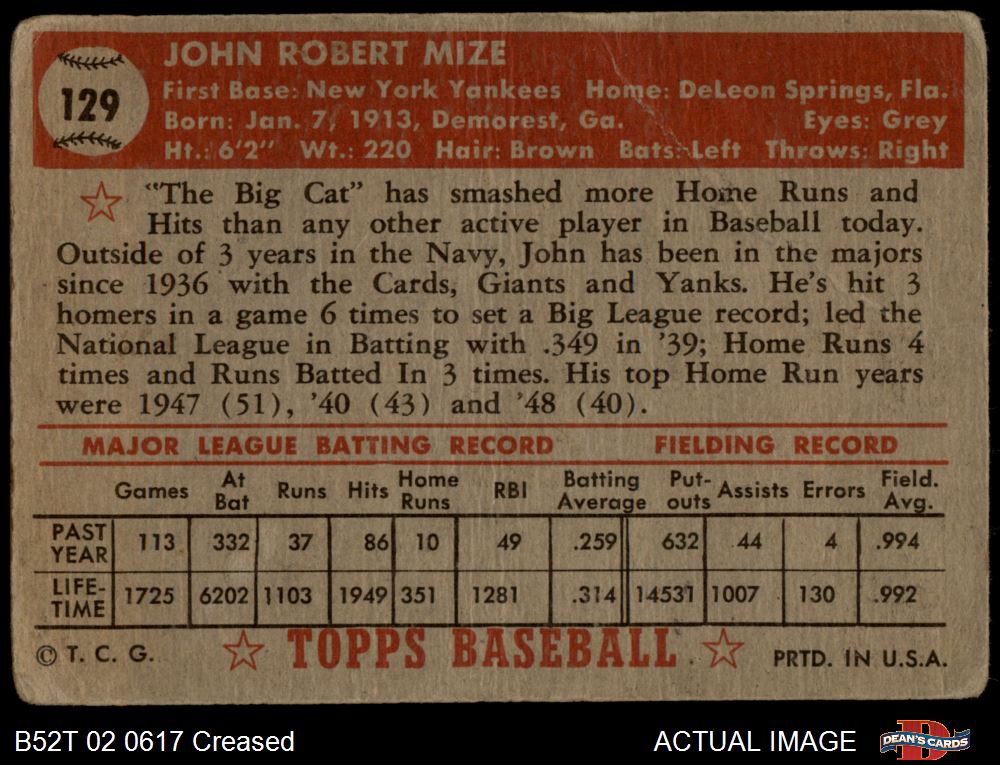 129
JOHN ROBERT MIZE
First Base: New York Yankees Home: DeLeon Springs, Fla.
Born: Jan. 7, 1913, Demorest, Ga. Eyes: Grey
Ht.: 6'2" Wt.: 220 Hair: Brown Bats: Left Throws: Right
"The Big Cat" has smashed more Home Runs and
Hits than any other active player in Baseball today.
Outside of 3 years in the Navy, John has been in the majors
since 1936 with the Cards, Giants and Yanks. He's hit 3
homers in a game 6 times to set a Big League record; led the
National League in Batting with .349 in '39; Home Runs 4
times and Runs Batted In 3 times. His top Home Run years
were 1947 (51), '40 (43) and '48 (40).
MAJOR LEAGUE BATTING RECORD FIELDING RECORD
Games At Bat Runs Hits Home Runs RBI Batting Average Put-outs Assists Errors Field. Avg.
PAST YEAR 113 332 37 86 10 49 .259 632 44 4 .994
LIFE-TIME 1725 6202 1103 1949 351 1281 .314 14531 1007 130 .992
© T. C. G. TOPPS BASEBALL PRTD. IN U.S.A.
B52T 02 0617 Creased ACTUAL IMAGE D DEAN'S CARDS